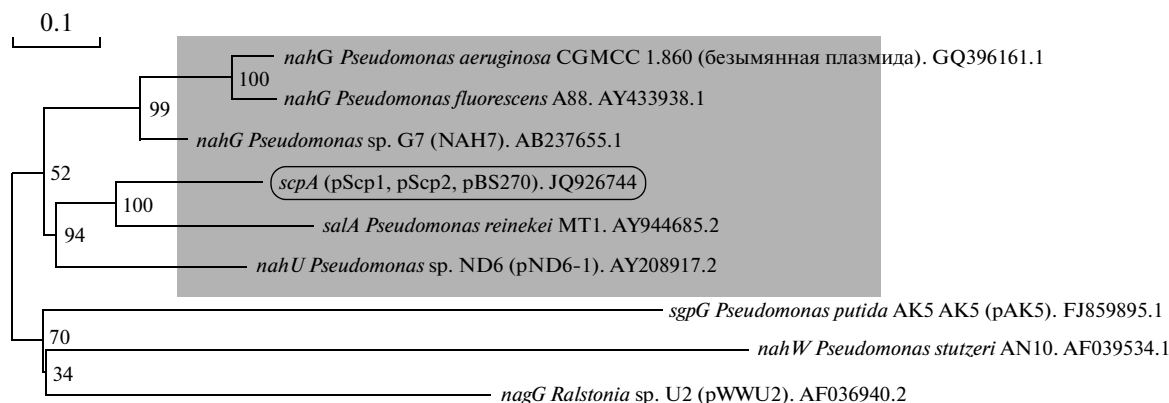 0.1
nahG Pseudomonas aeruginosa CGMCC 1.860 (безымянная плазмида). GQ396161.1
100
nahG Pseudomonas fluorescens A88. AY433938.1
99
nahG Pseudomonas sp. G7 (NAH7). AB237655.1
52
scpA (pScp1, pScp2, pBS270). JQ926744
100
salA Pseudomonas reinekei MT1. AY944685.2
94
nahU Pseudomonas sp. ND6 (pND6-1). AY208917.2
sgpG Pseudomonas putida AK5 AK5 (pAK5). FJ859895.1
70
nahW Pseudomonas stutzeri AN10. AF039534.1
34
nagG Ralstonia sp. U2 (pWWU2). AF036940.2